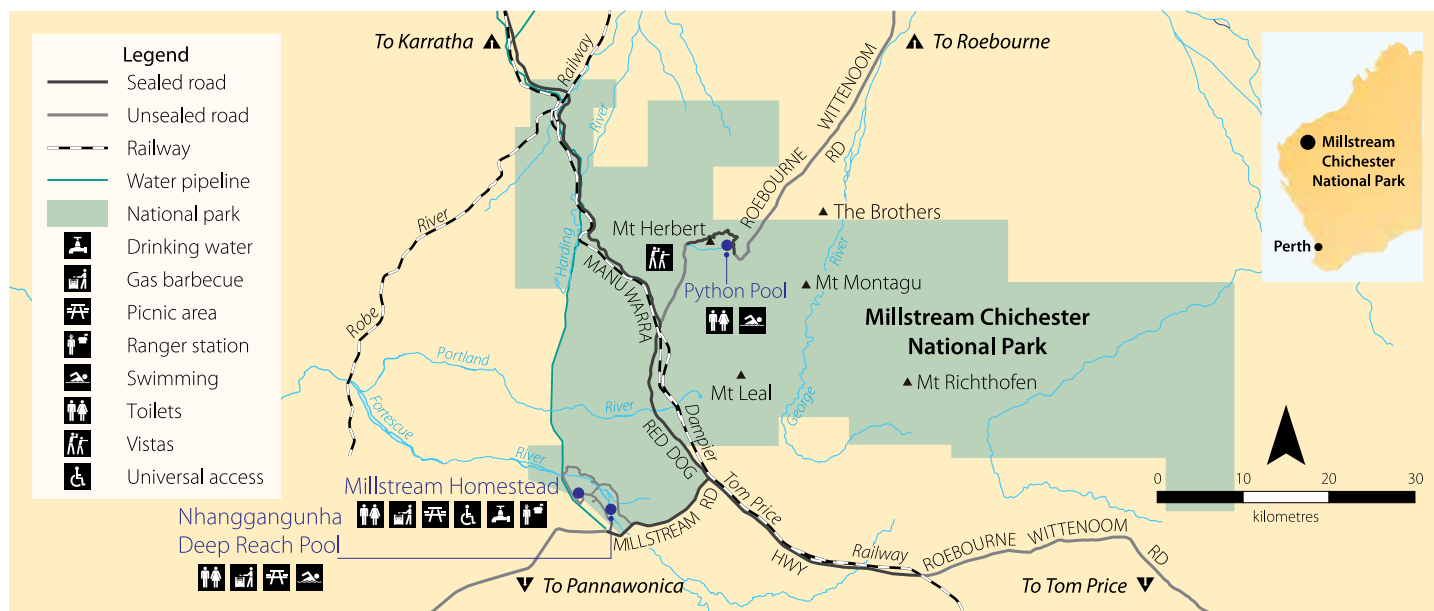 Legend
Sealed road
Unsealed road
Railway
Water pipeline
National park
Drinking water
Gas barbecue
Picnic area
Ranger station
Swimming
Toilets
Vistas
Universal access
To Karratha
To Roebourne
Railway
River
River
Robe
Harding
MANUWARRA
ROEBOURNE
WITTENOOM
RD
The Brothers
Mt Herbert
River
Python Pool
Mt Montagu
Millstream Chichester
National Park
Mt Richthofen
Mt Leal
George
Portland
River
Fortescue
River
RED DOG
Dampier
Tom Price
Railway
HWY
Millstream Homestead
Nhanggangunha
Deep Reach Pool
MILLSTREAM
RD
To Pannawonica
ROEBOURNE
WITTENOOM
RD
To Tom Price
0
10
20
30
kilometres
Millstream
Chichester
National Park
Perth